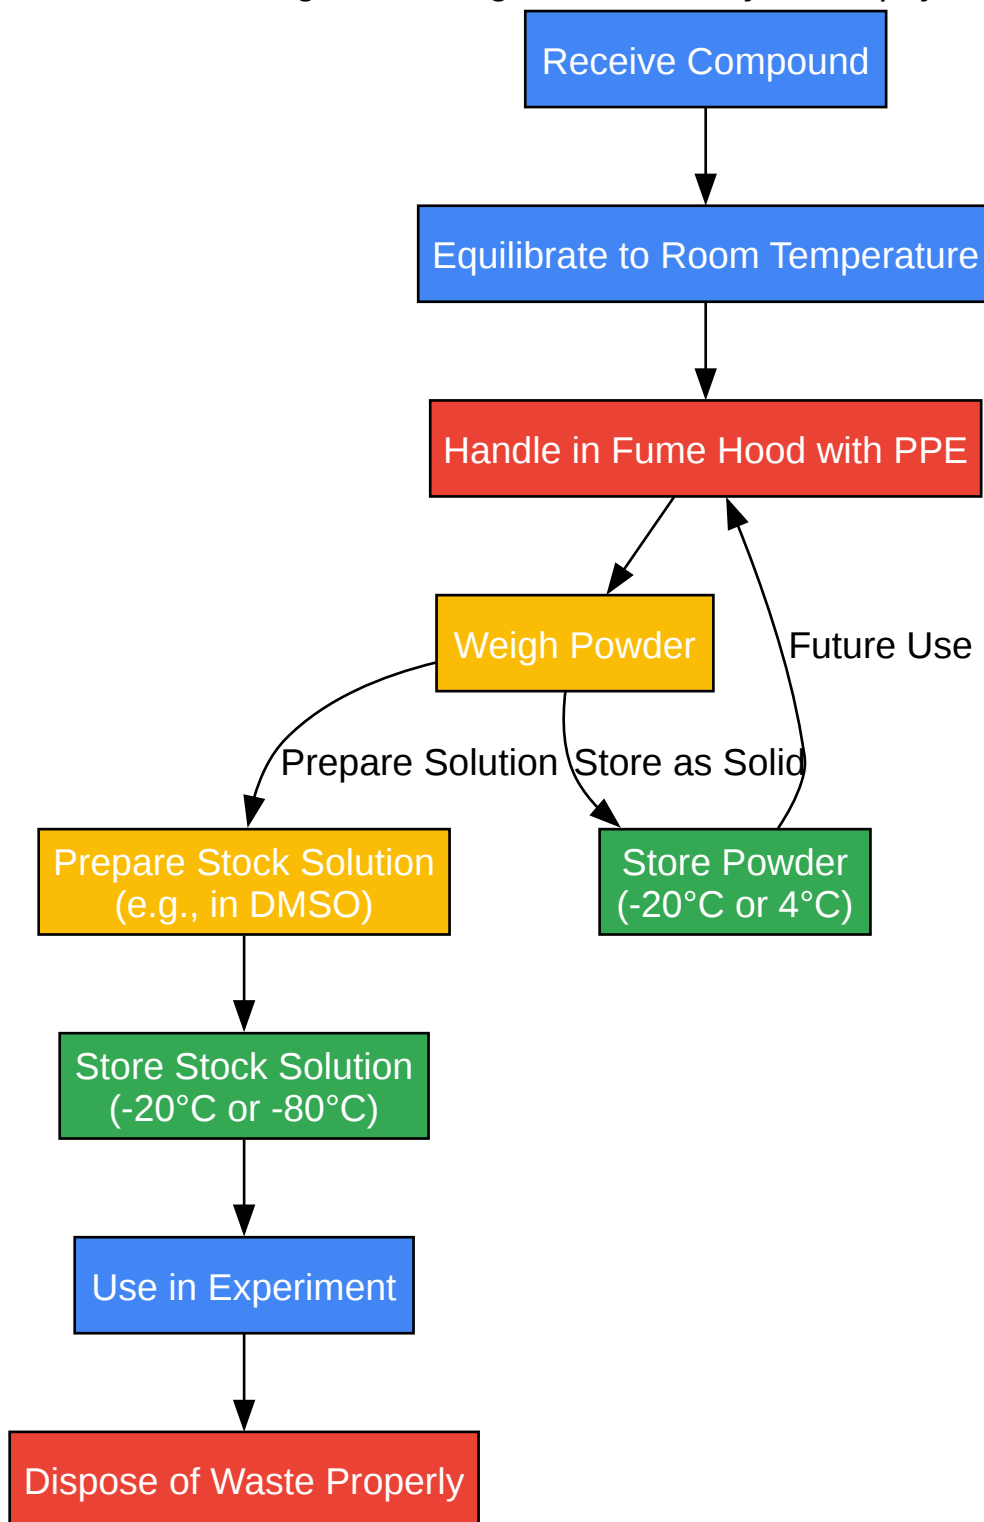 Receive Compound
Equilibrate to Room Temperature
Handle in Fume Hood with PPE
Weigh Powder
Future Use
Prepare Solution
Store as Solid
Prepare Stock Solution
(e.g., in DMSO)
Store Powder
(-20°C or 4°C)
Store Stock Solution
(-20°C or -80°C)
Use in Experiment
Dispose of Waste Properly